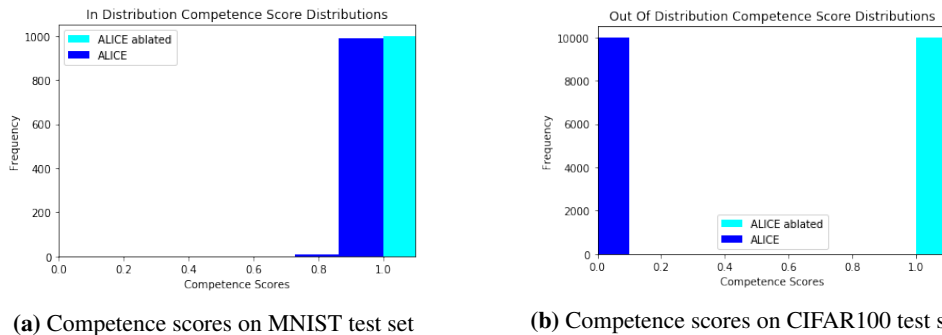 In Distribution Competence Score Distributions
ALICE ablated
ALICE
1000
800
600
400
200
0
Frequency
0.0 0.2 0.4 0.6 0.8 1.0
Competence Scores
(a) Competence scores on MNIST test set
Out Of Distribution Competence Score Distributions
10000
8000
6000
4000
2000
0
Frequency
ALICE ablated
ALICE
0.0 0.2 0.4 0.6 0.8 1.0
Competence Scores
(b) Competence scores on CIFAR100 test s